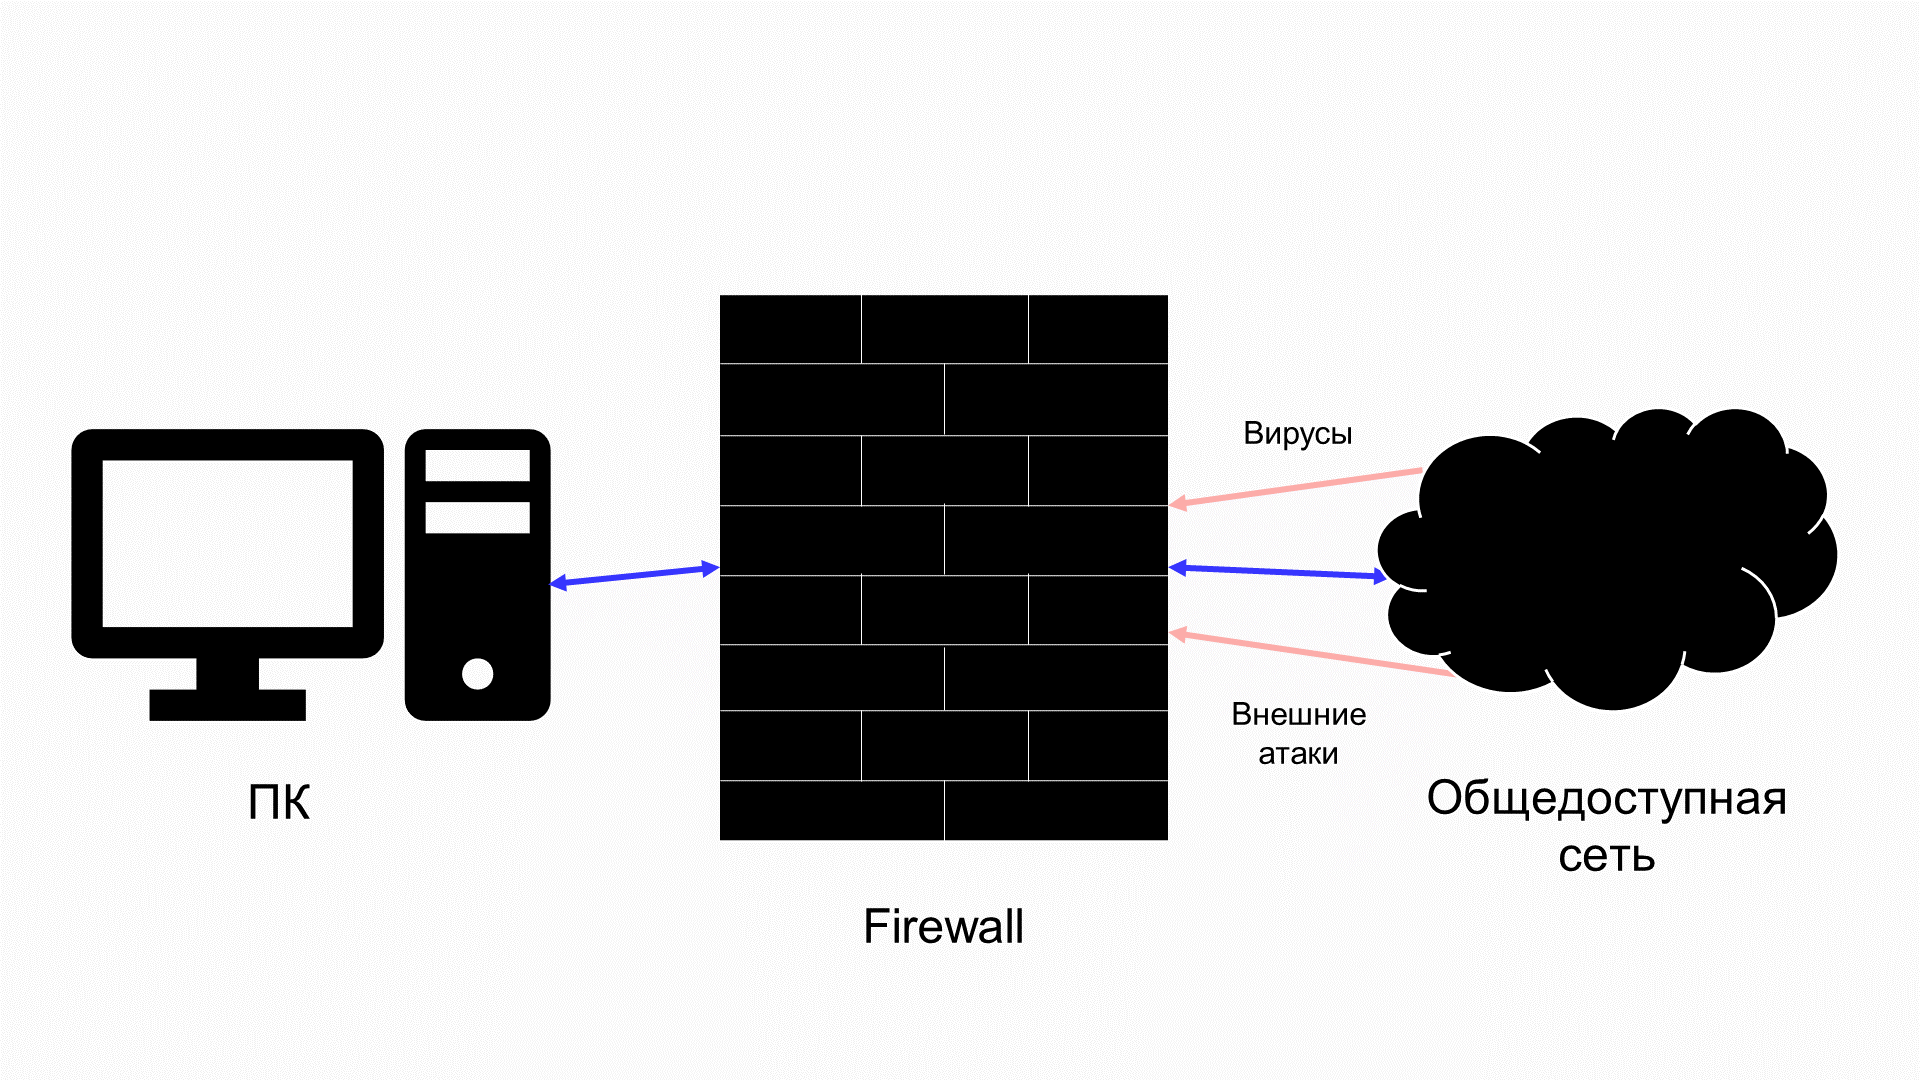 Вирусы
Внешние
атаки
ПК
Общедоступная
сеть
Firewall